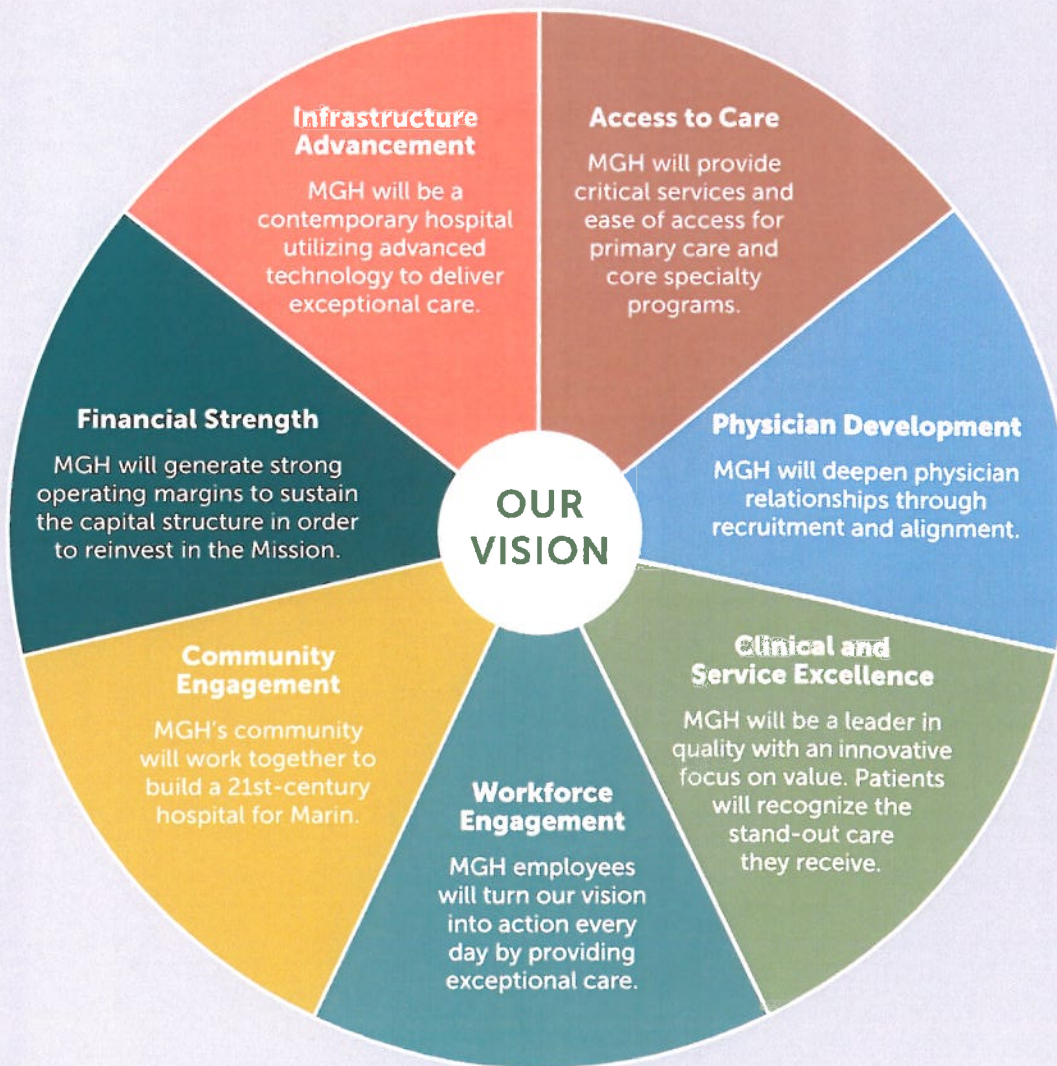 OUR
VISION
Access to Care
MGH will provide
critical services and
ease of access for
primary care and
core specialty
programs.
Physician Development
MGH will deepen physician
relationships through
recruitment and alignment.
Clinical and
Service Excellence
MGH will be a leader in
quality with an innovative
focus on value. Patients
will recognize the
stand-out care
they receive.
Workforce
Engagement
MGH employees
will turn our vision
into action every
day by providing
exceptional care.
Community
Engagement
MGH's community
will work together to
build a 21st-century
hospital for Marin.
Financial Strength
MGH will generate strong
operating margins to sustain
the capital structure in order
to reinvest in the Mission.
Infrastructure
Advancement
MGH will be a
contemporary hospital
utilizing advanced
technology to deliver
exceptional care.